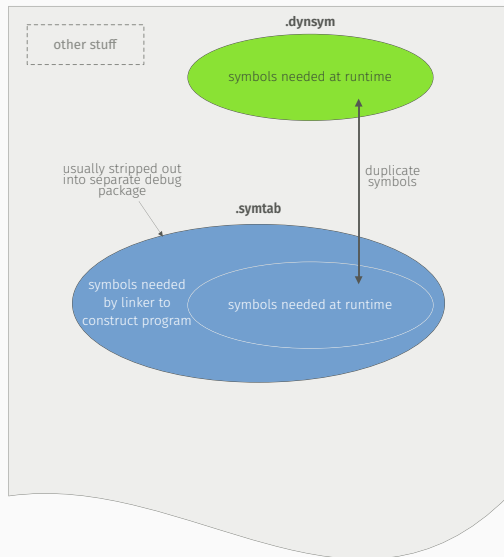 .dynsym
other stuff
symbols needed at runtime
usually stripped out
into separate debug
package
duplicate
symbols
.symtab
symbols needed
by linker to
construct program
symbols needed at runtime